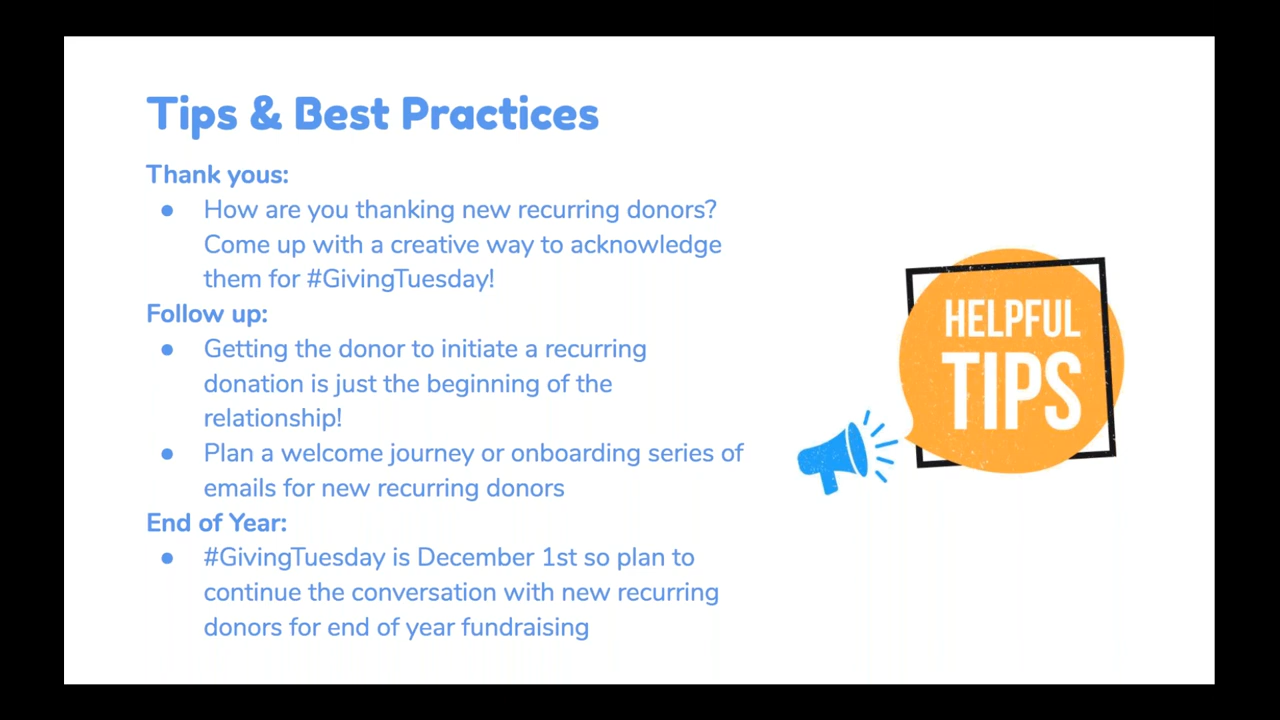 Tips & Best Practices
Thank yous:
● How are you thanking new recurring donors?
Come up with a creative way to acknowledge
them for #GivingTuesday!
Follow up:
● Getting the donor to initiate a recurring
donation is just the beginning of the
relationship!
● Plan a welcome journey or onboarding series of
emails for new recurring donors
End of Year:
● #GivingTuesday is December 1st so plan to
continue the conversation with new recurring
donors for end of year fundraising
HELPFUL
TIPS